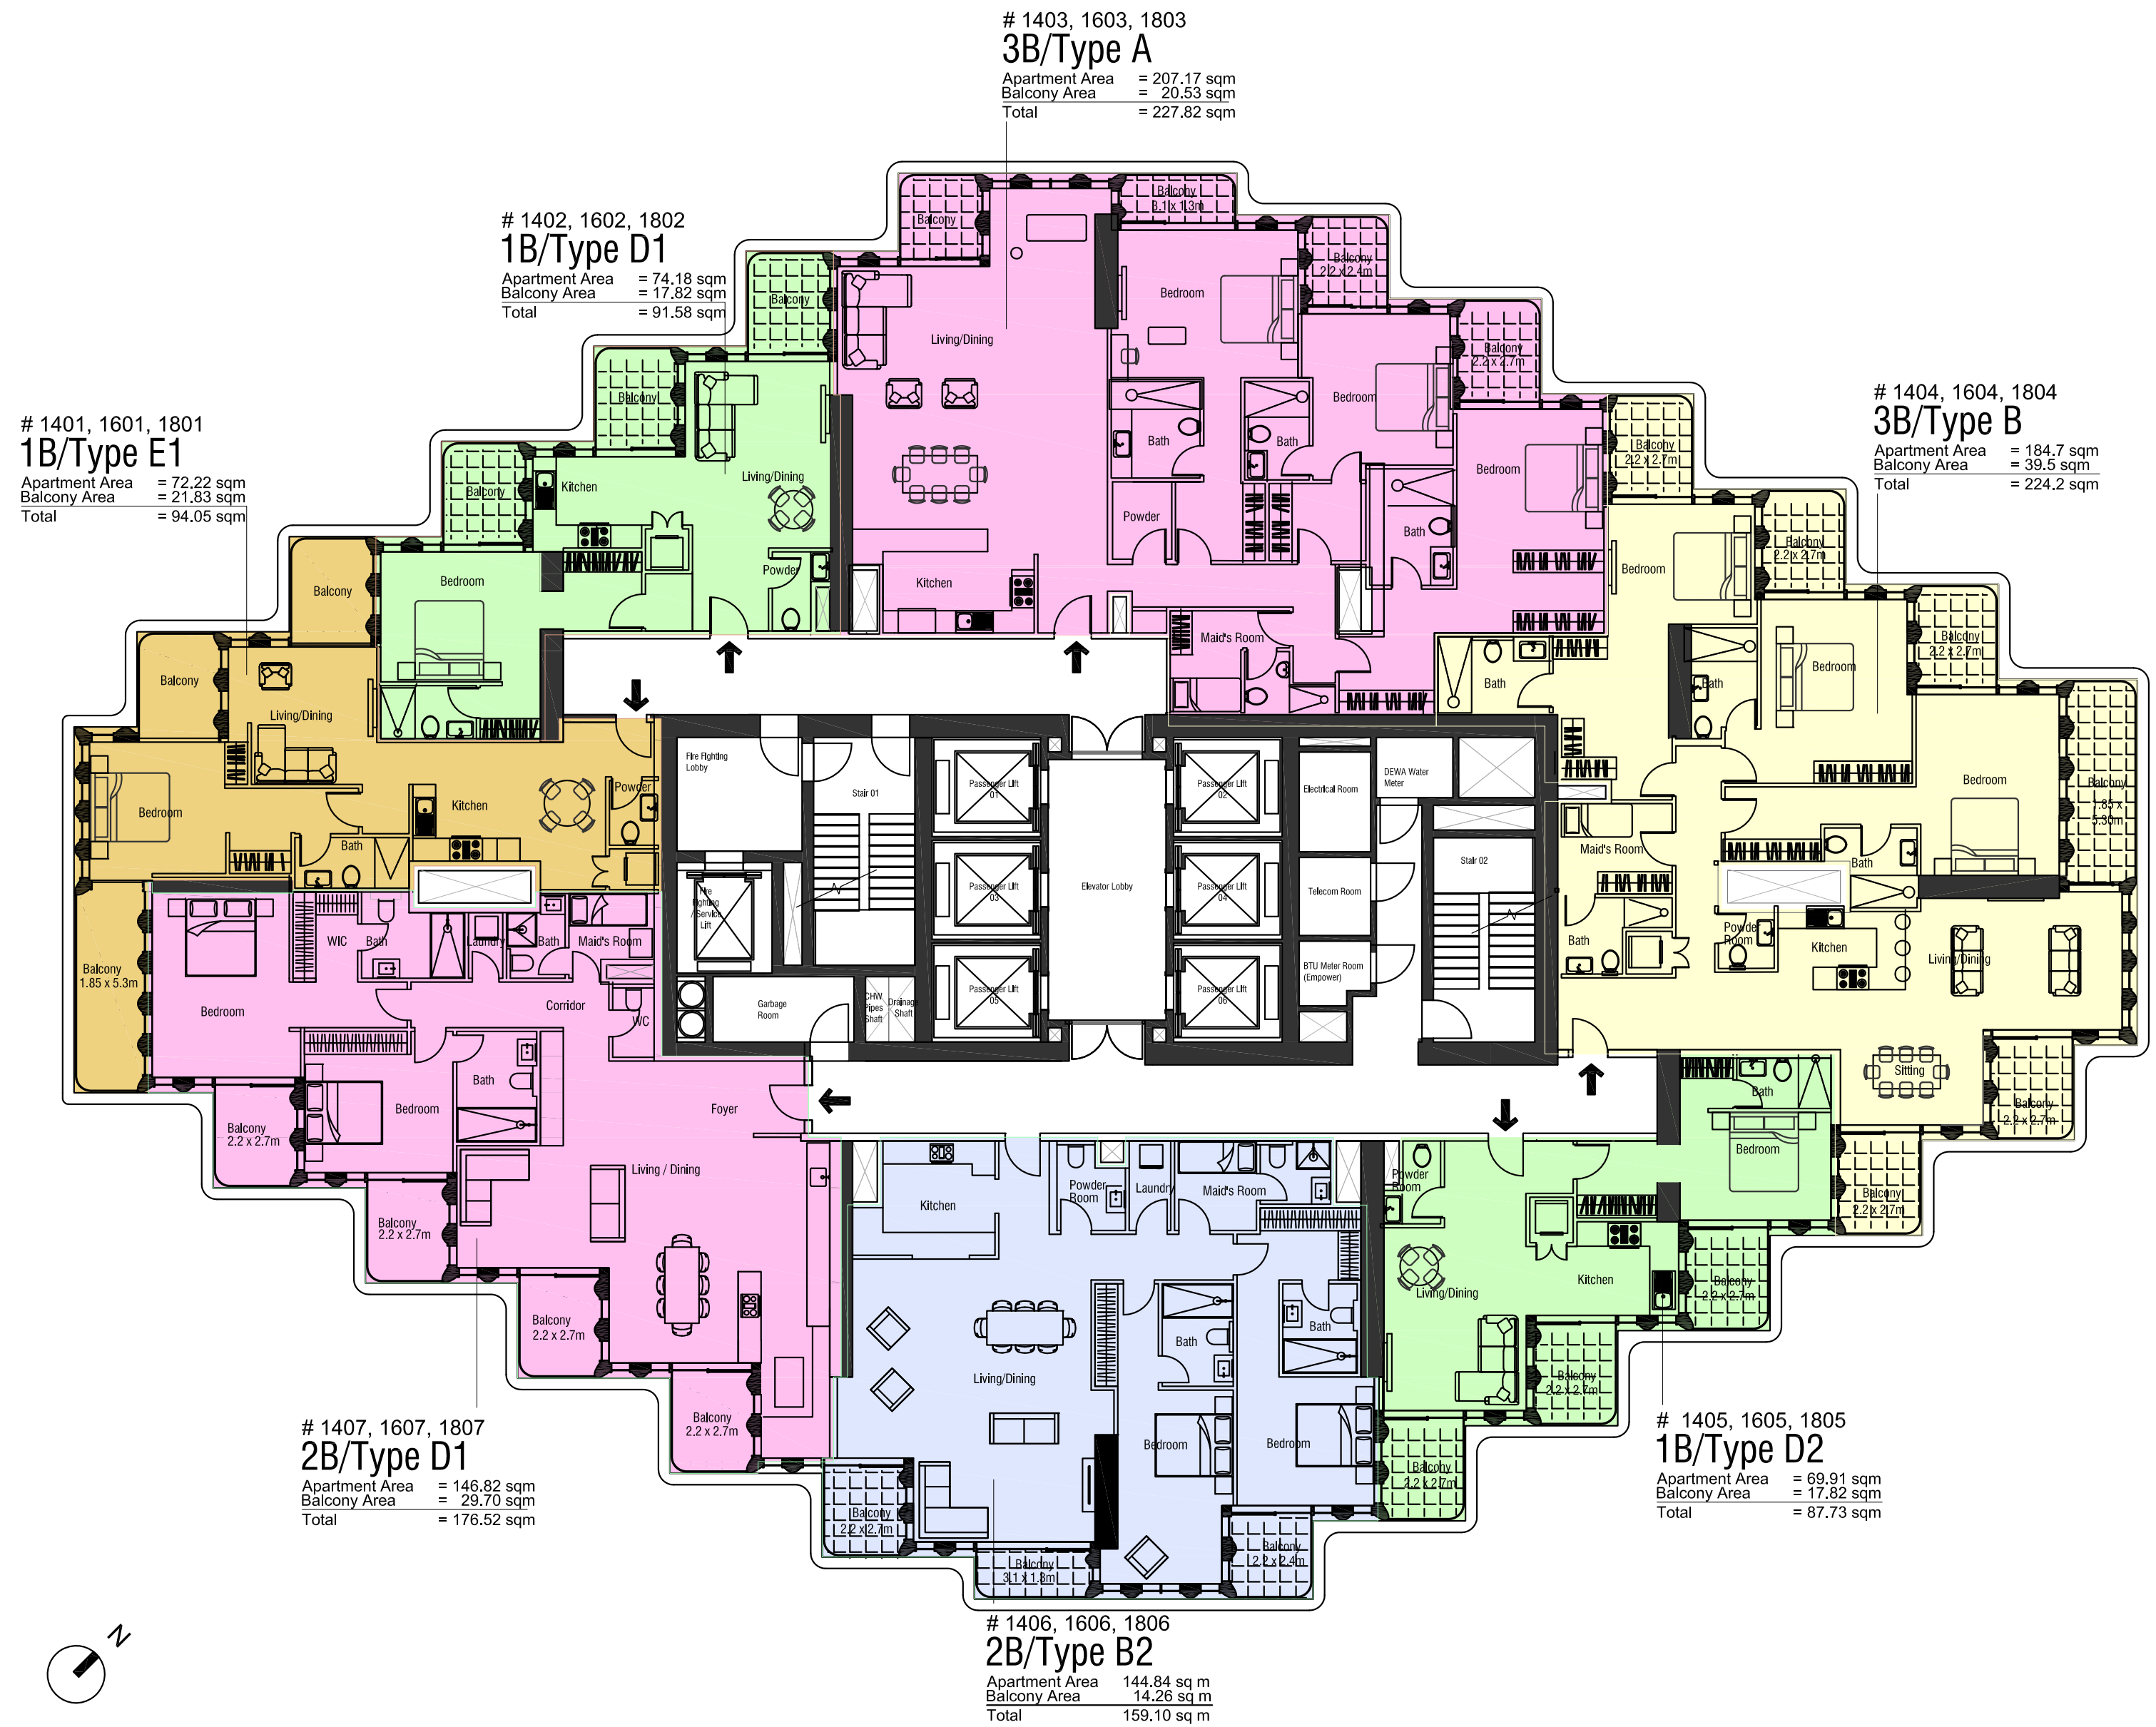 # 1403, 1603, 1803
3B/Type A
Apartment Area = 207.17 sqm
Balcony Area = 20.53 sqm
Total = 227.82 sqm
# 1402, 1602, 1802
1B/Type D1
Apartment Area = 74.18 sqm
Balcony Area = 17.82 sqm
Total = 91.58 sqm
# 1401, 1601, 1801
1B/Type E1
Apartment Area = 72.22 sqm
Balcony Area = 21.83 sqm
Total = 94.05 sqm
# 1404, 1604, 1804
3B/Type B
Apartment Area = 184.7 sqm
Balcony Area = 39.5 sqm
Total = 224.2 sqm
Balcony
Balcony
3.1 x 1.3m
Balcony
2.2 x 2.4m
Balcony
2.2 x 2.7m
Living/Dining
Bedroom
Bedroom
Bedroom
Bath
Bath
Bath
Powder
Kitchen
Maid's Room
Balcony
Balcony
Balcony
Kitchen
Living/Dining
Bedroom
Powder
Balcony
Balcony
Living/Dining
Bedroom
Kitchen
Powder
Bath
Balcony
1.85 x 5.3m
Balcony
2.2 x 2.7m
Balcony
2.2 x 2.7m
Balcony
2.2 x 2.7m
Balcony
1.85 x
5.30m
Bedroom
Bedroom
Bedroom
Bath
Bath
Bath
Maid's Room
Bath
Powder
Room
Kitchen
Living/Dining
Sitting
Balcony
2.2 x 2.7m
Balcony
2.2 x 2.7m
Fire Fighting
Lobby
Stair 01
Passenger Lift
01
Passenger Lift
02
Passenger Lift
03
Passenger Lift
04
Passenger Lift
05
Passenger Lift
06
Elevator Lobby
Electrical Room
DEWA Water
Meter
Telecom Room
BTU Meter Room
(Empower)
Stair 02
Fire
Fighting
/ Service
Lift
Garbage
Room
CHW
Pipes
Shaft
Drainage
Shaft
Bedroom
WIC
Bath
Laundry
Bath
Maid's Room
Corridor
WC
Bedroom
Bath
Foyer
Living / Dining
Balcony
2.2 x 2.7m
Balcony
2.2 x 2.7m
Balcony
2.2 x 2.7m
Balcony
2.2 x 2.7m
Kitchen
Powder
Room
Laundry
Maid's Room
Living/Dining
Bath
Bath
Bedroom
Bedroom
Balcony
2.2 x 2.7m
Balcony
3.1 x 1.3m
Balcony
2.2 x 2.4m
Powder
Room
Living/Dining
Kitchen
Bedroom
Bath
Balcony
2.2 x 2.7m
Balcony
2.2 x 2.7m
Balcony
2.2 x 2.7m
# 1407, 1607, 1807
2B/Type D1
Apartment Area = 146.82 sqm
Balcony Area = 29.70 sqm
Total = 176.52 sqm
# 1405, 1605, 1805
1B/Type D2
Apartment Area = 69.91 sqm
Balcony Area = 17.82 sqm
Total = 87.73 sqm
# 1406, 1606, 1806
2B/Type B2
Apartment Area 144.84 sq m
Balcony Area 14.26 sq m
Total 159.10 sq m
N